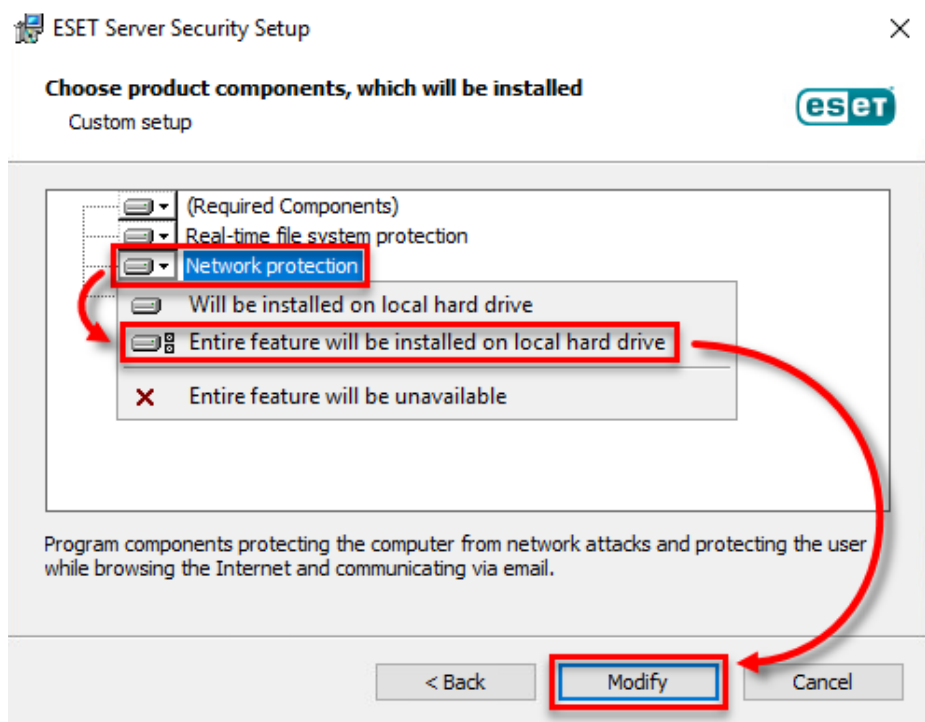 ESET Server Security Setup
Choose product components, which will be installed
Custom setup
eset
(Required Components)
Real-time file system protection
Network protection
Will be installed on local hard drive
Entire feature will be installed on local hard drive
Entire feature will be unavailable
Program components protecting the computer from network attacks and protecting the user
while browsing the Internet and communicating via email.
< Back Modify Cancel